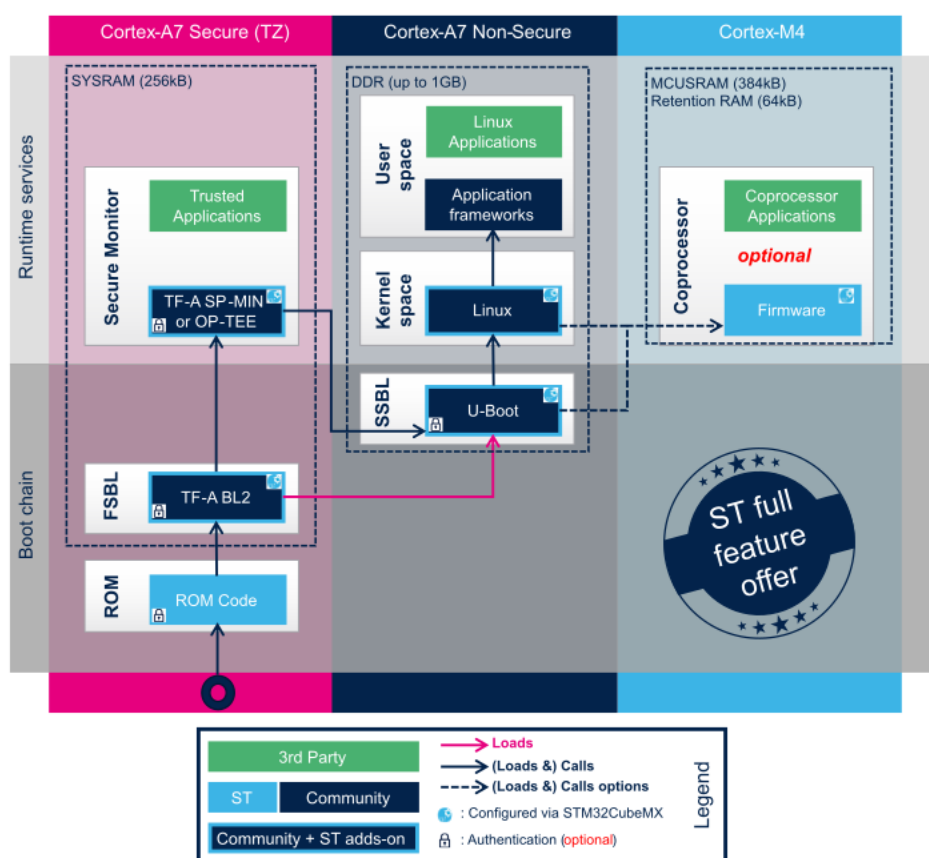 Cortex-A7 Secure (TZ)
Cortex-A7 Non-Secure
Cortex-M4
Runtime services
SYSRAM (256kB)
Secure Monitor
Trusted
Applications
TF-A SP-MIN
or OP-TEE
DDR (up to 1GB)
User
space
Linux
Applications
Application
frameworks
Kernel
space
Linux
MCUSRAM (384kB)
Retention RAM (64kB)
Coprocessor
Coprocessor
Applications
optional
Firmware
Boot chain
SSBL
U-Boot
FSBL
TF-A BL2
ROM
ROM Code
ST full
feature
offer
3rd Party
ST
Community
Community + ST adds-on
Loads
(Loads &) Calls
(Loads &) Calls options
: Configured via STM32CubeMX
: Authentication (optional)
Legend